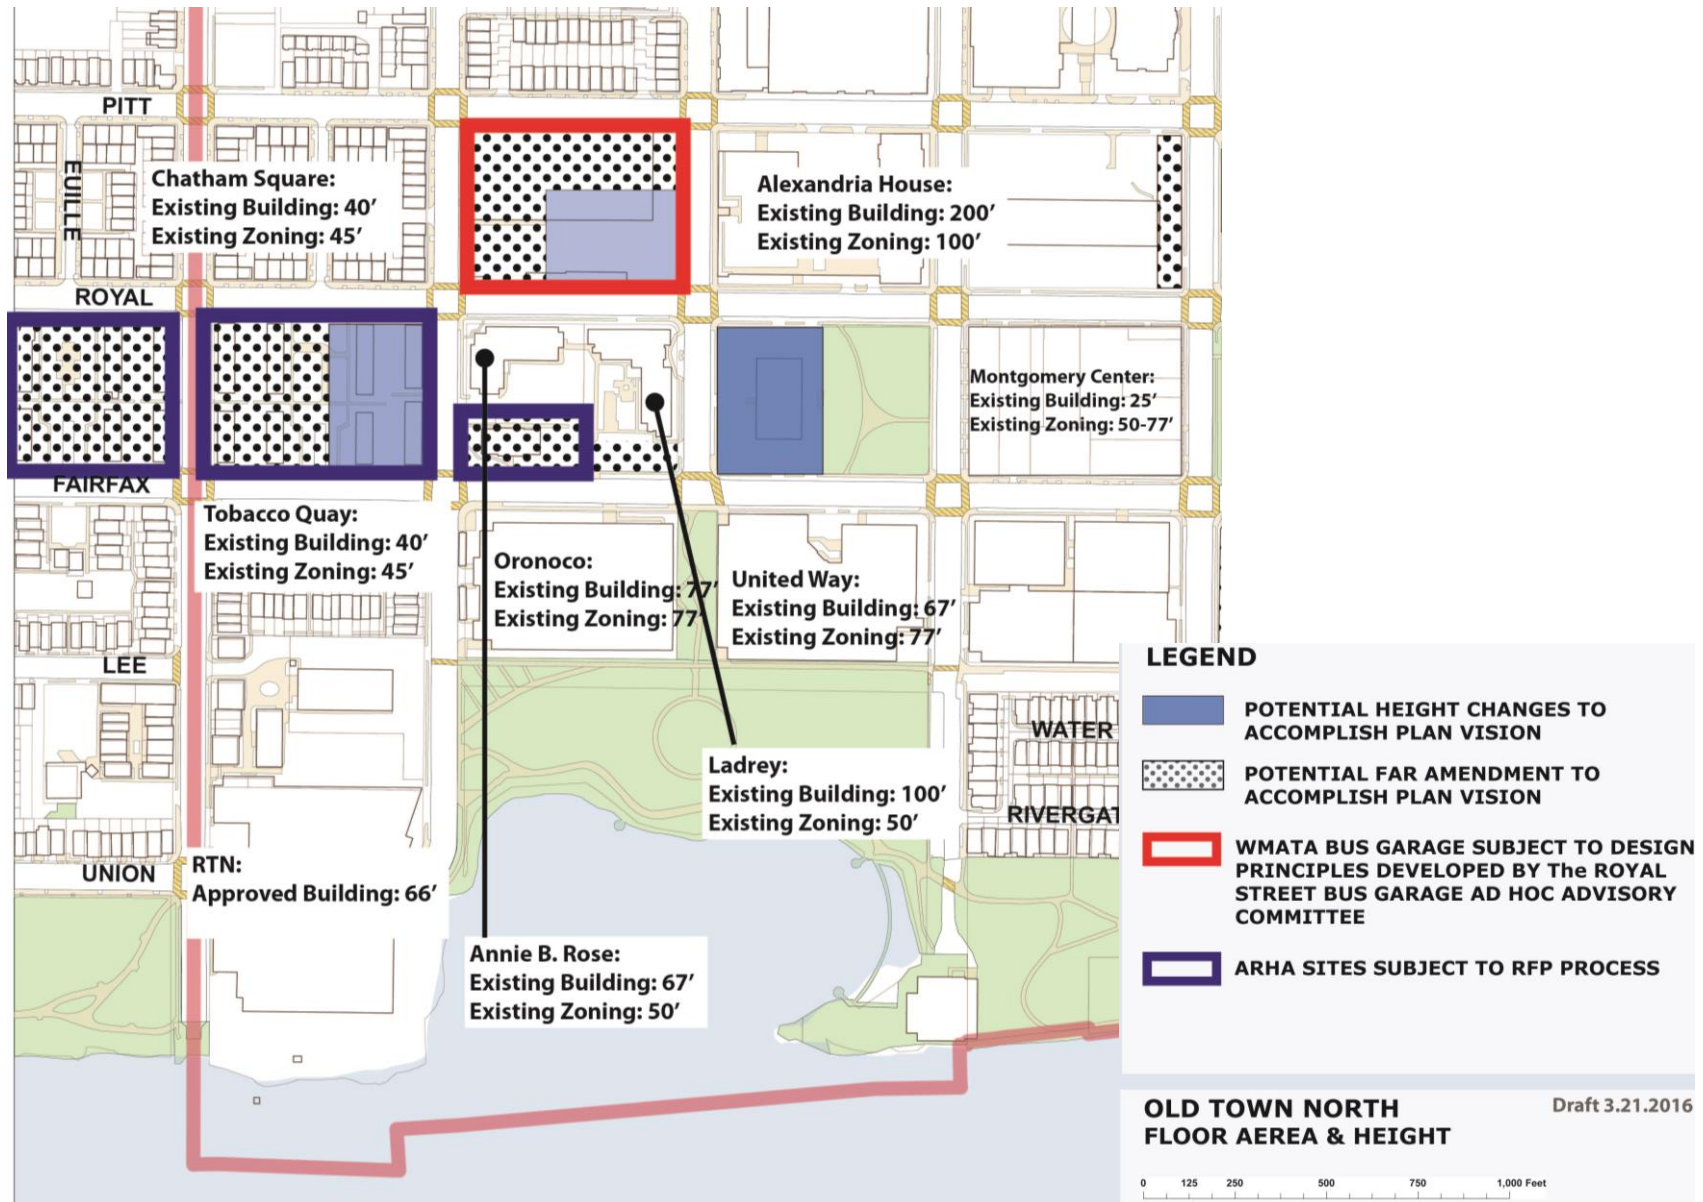 PITT
EUILLE
Chatham Square:
Existing Building: 40'
Existing Zoning: 45'
Alexandria House:
Existing Building: 200'
Existing Zoning: 100'
ROYAL
Montgomery Center:
Existing Building: 25'
Existing Zoning: 50-77'
FAIRFAX
Tobacco Quay:
Existing Building: 40'
Existing Zoning: 45'
Oronoco:
Existing Building: 77'
Existing Zoning: 77'
United Way:
Existing Building: 67'
Existing Zoning: 77'
LEE
WATER
Ladrey:
Existing Building: 100'
Existing Zoning: 50'
RIVERGAT
UNION
RTN:
Approved Building: 66'
Annie B. Rose:
Existing Building: 67'
Existing Zoning: 50'
LEGEND
POTENTIAL HEIGHT CHANGES TO
ACCOMPLISH PLAN VISION
POTENTIAL FAR AMENDMENT TO
ACCOMPLISH PLAN VISION
WMATA BUS GARAGE SUBJECT TO DESIGN
PRINCIPLES DEVELOPED BY The ROYAL
STREET BUS GARAGE AD HOC ADVISORY
COMMITTEE
ARHA SITES SUBJECT TO RFP PROCESS
OLD TOWN NORTH
FLOOR AEREA & HEIGHT
Draft 3.21.2016
0 125 250 500 750 1,000 Feet